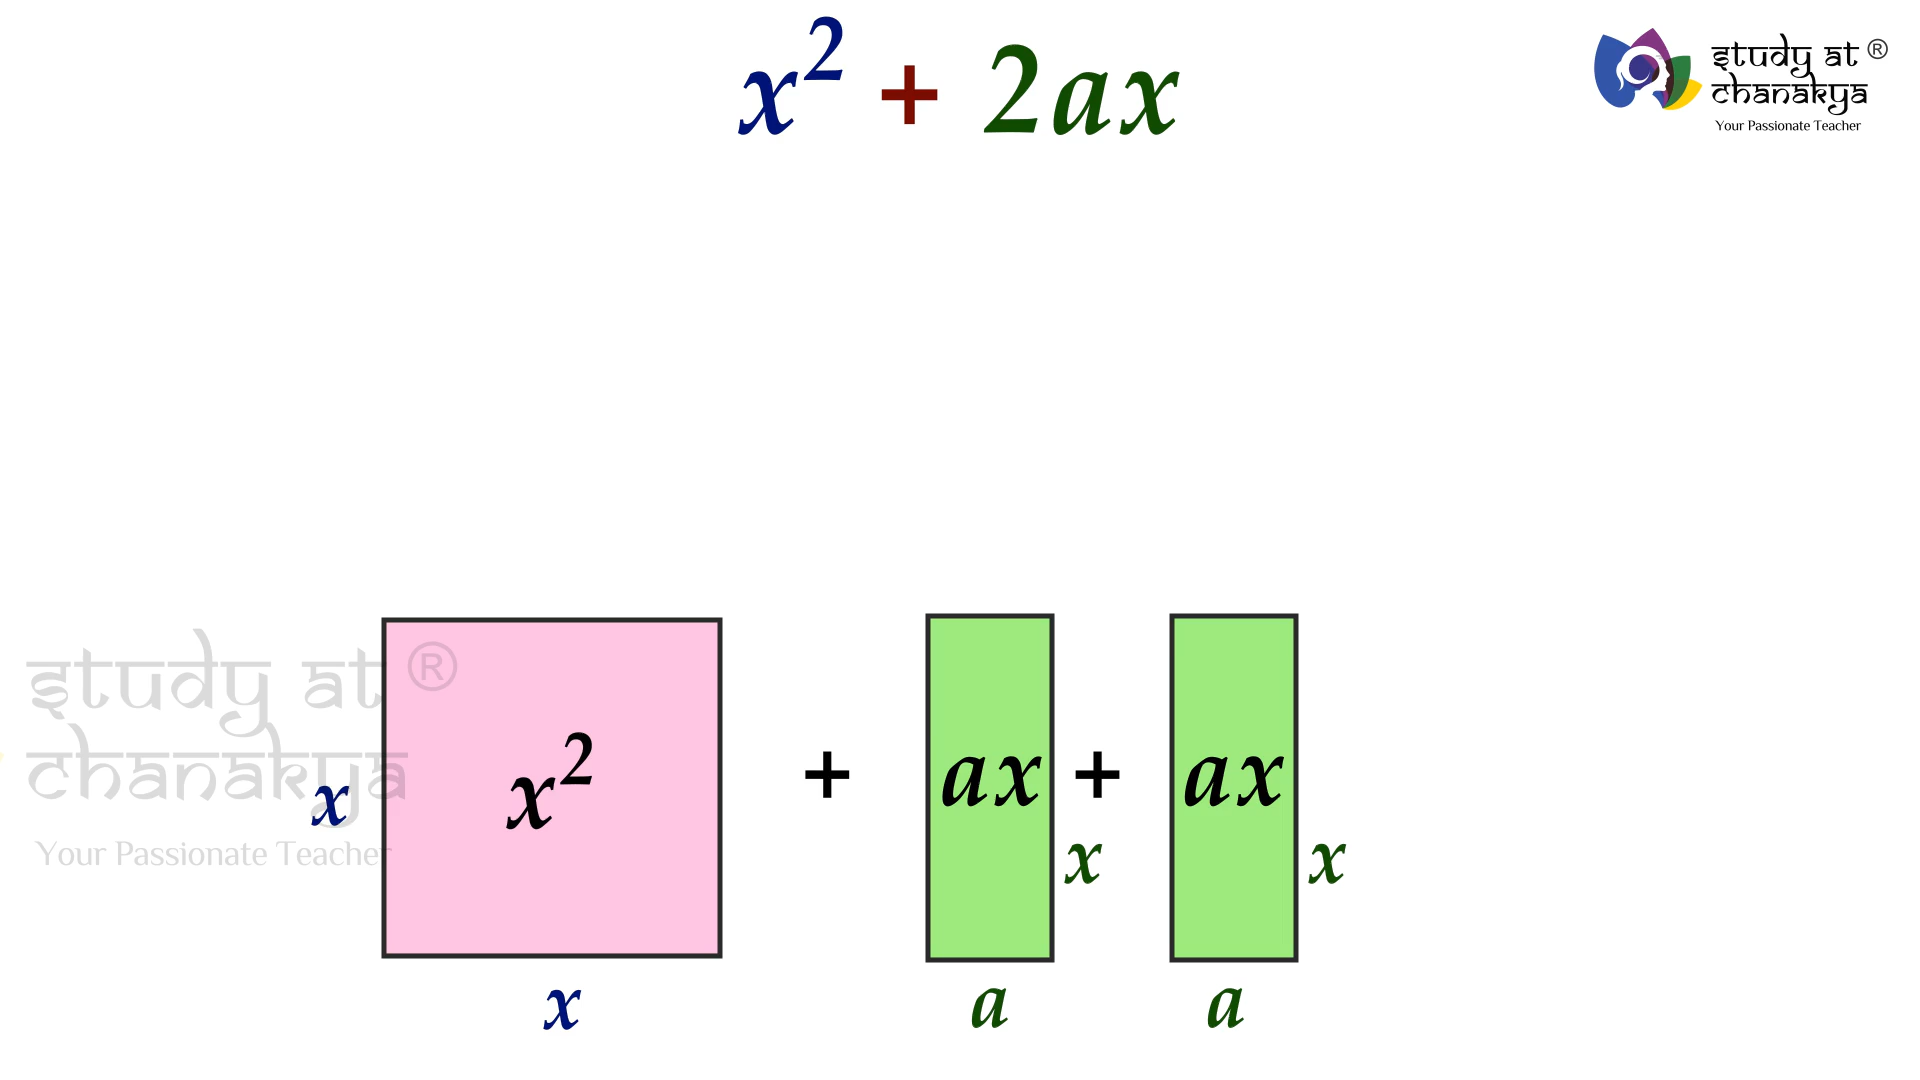 x² + 2ax
study at ®
chanakya
Your Passionate Teacher
study at ®
chanakya
Your Passionate Teacher
x
x²
+
ax
+
ax
x
x
x
a
a